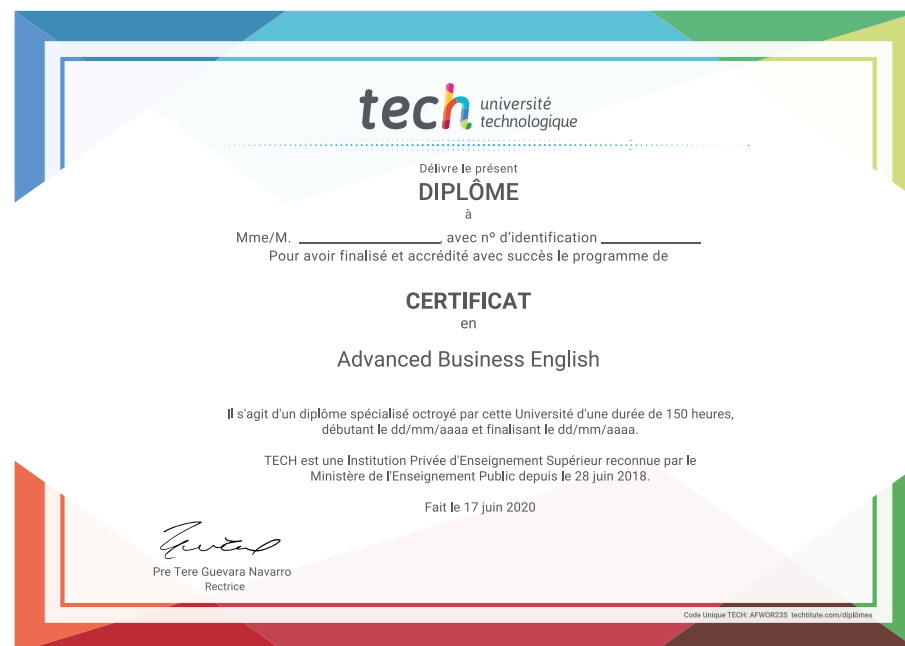 tech université
technologique
Délivre le présent
DIPLÔME
à
Mme/M. ____________________, avec nº d'identification ______________
Pour avoir finalisé et accrédité avec succès le programme de
CERTIFICAT
en
Advanced Business English
Il s'agit d'un diplôme spécialisé octroyé par cette Université d'une durée de 150 heures,
débutant le dd/mm/aaaa et finalisant le dd/mm/aaaa.
TECH est une Institution Privée d'Enseignement Supérieur reconnue par le
Ministère de l'Enseignement Public depuis le 28 juin 2018.
Fait le 17 juin 2020
Pre Tere Guevara Navarro
Rectrice
Code Unique TECH: AFWOR23S techtitute.com/diplômes